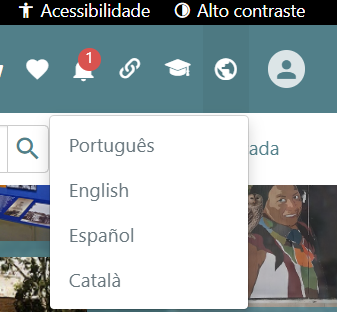 Acessibilidade Alto contraste
1
ada
Português
English
Español
Català